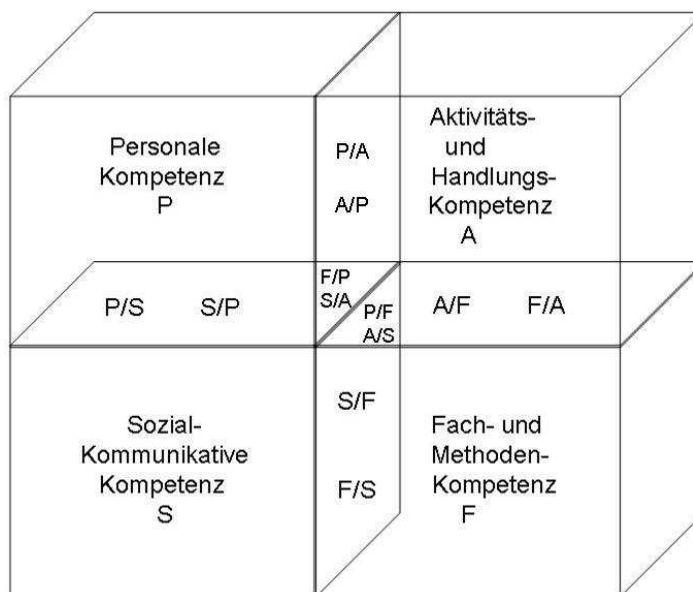 Personale
Kompetenz
P
P/A
A/P
Aktivitäts-
und
Handlungs-
Kompetenz
A
P/S S/P
F/P
S/A
P/F
A/S
A/F F/A
Sozial-
Kommunikative
Kompetenz
S
S/F
F/S
Fach- und
Methoden-
Kompetenz
F